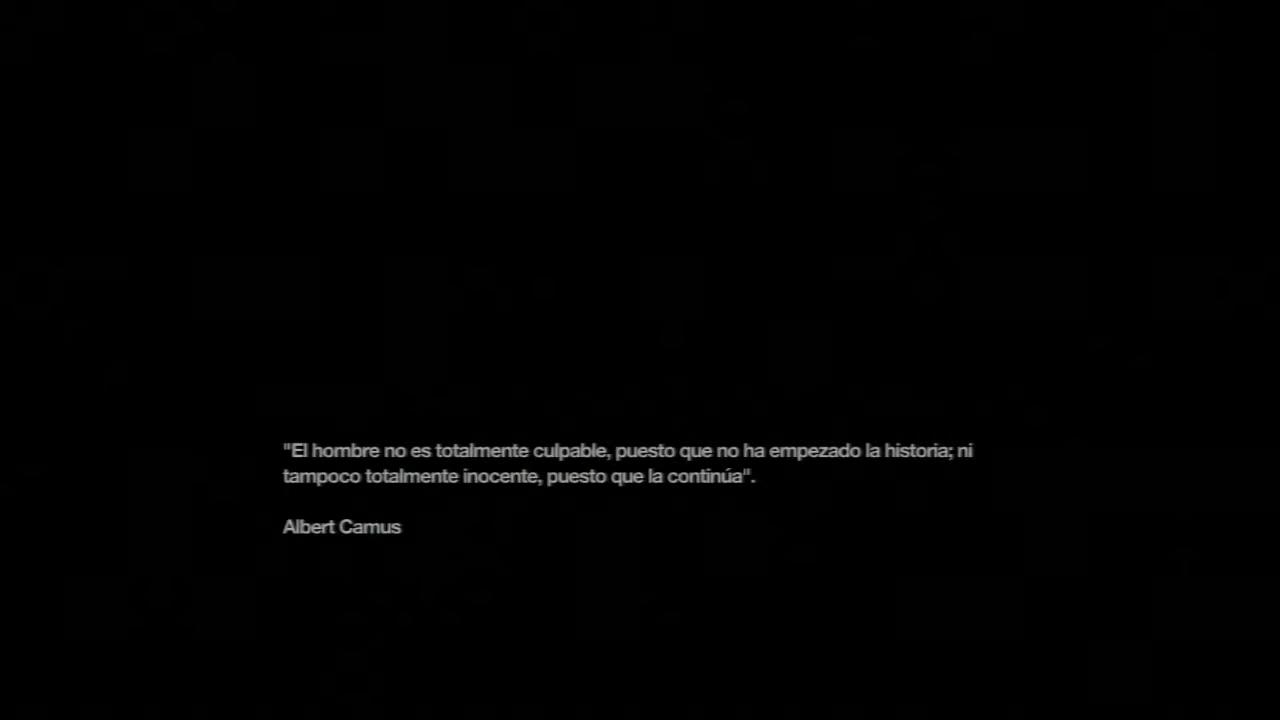 "El hombre no es totalmente culpable, puesto que no ha empezado la historia; ni
tampoco totalmente inocente, puesto que la continúa".
Albert Camus